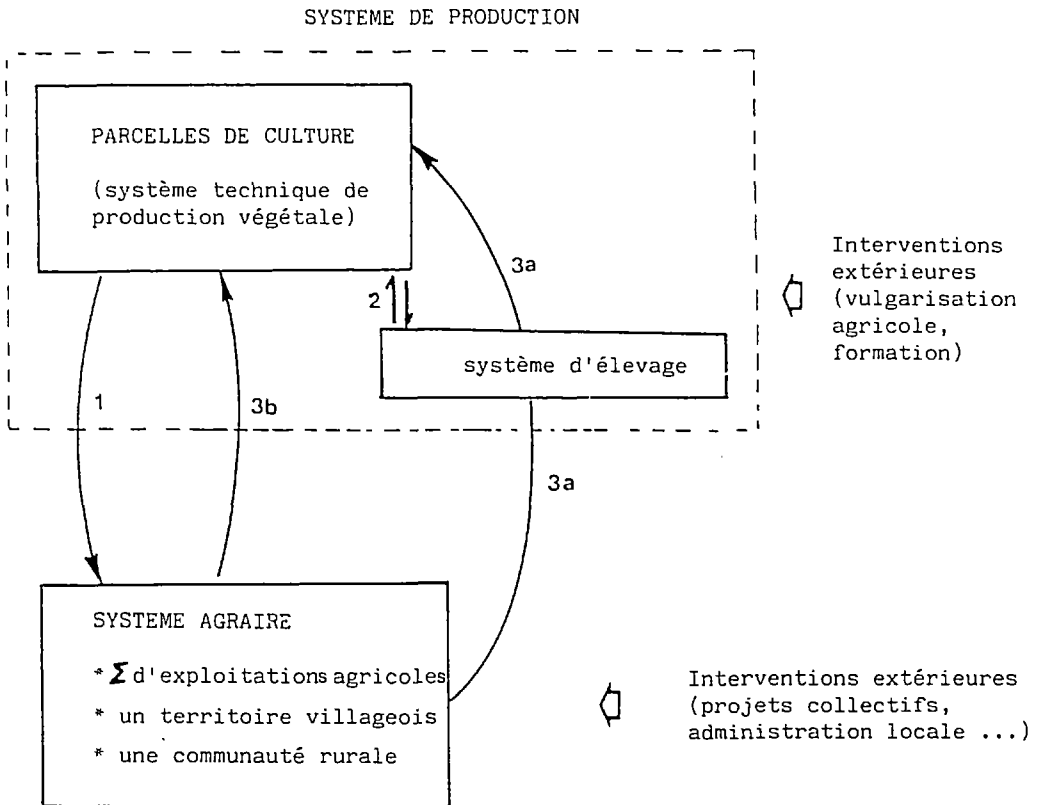 SYSTEME DE PRODUCTION
PARCELLES DE CULTURE
(système technique de
production végétale)
3a
2
système d'élevage
Interventions
extérieures
(vulgarisation
agricole,
formation)
1
3b
3a
SYSTEME AGRAIRE
* Σ d'exploitations agricoles
* un territoire villageois
* une communauté rurale
Interventions extérieures
(projets collectifs,
administration locale ...)